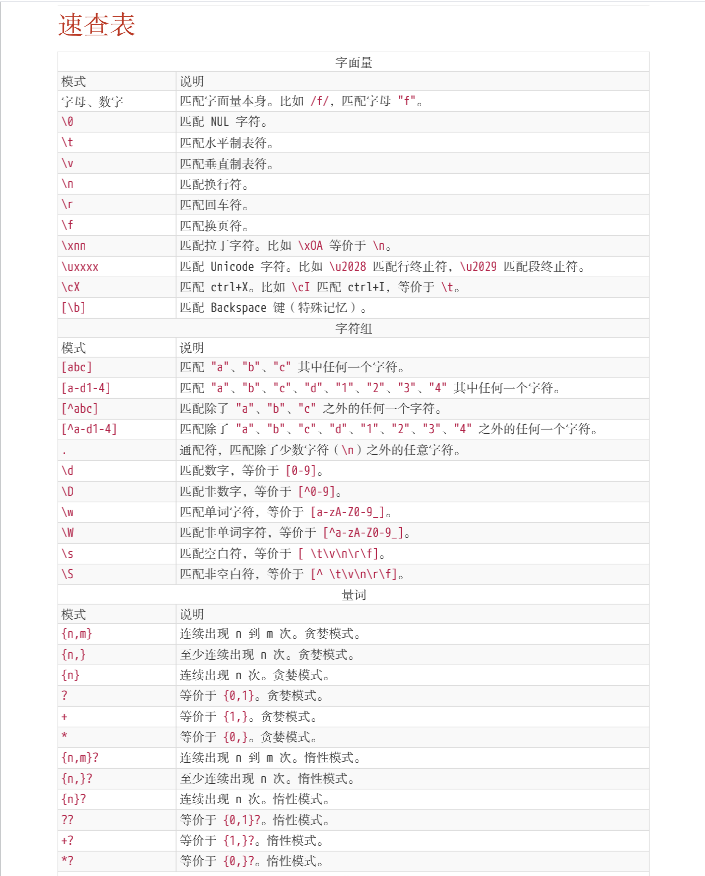 速查表
字面量
模式 说明
字母、数字 匹配字面量本身。比如 /f/，匹配字母 "f"。
\0 匹配 NUL 字符。
\t 匹配水平制表符。
\v 匹配垂直制表符。
\n 匹配换行符。
\r 匹配回车符。
\f 匹配换页符。
\xnn 匹配拉丁字符。比如 \xOA 等价于 \n。
\uxxxx 匹配 Unicode 字符。比如 \u2028 匹配行终止符，\u2029 匹配段终止符。
\cX 匹配 ctrl+X。比如 \cI 匹配 ctrl+I，等价于 \t。
[\b] 匹配 Backspace 键（特殊记忆）。
字符组
模式 说明
[abc] 匹配 "a"、"b"、"c" 其中任何一个字符。
[a-d1-4] 匹配 "a"、"b"、"c"、"d"、"1"、"2"、"3"、"4" 其中任何一个字符。
[^abc] 匹配除了 "a"、"b"、"c" 之外的任何一个字符。
[^a-d1-4] 匹配除了 "a"、"b"、"c"、"d"、"1"、"2"、"3"、"4" 之外的任何一个字符。
. 通配符，匹配除了少数字符（\n）之外的任意字符。
\d 匹配数字，等价于 [0-9]。
\D 匹配非数字，等价于 [^0-9]。
\w 匹配单词字符，等价于 [a-zA-Z0-9_]。
\W 匹配非单词字符，等价于 [^a-zA-Z0-9_]。
\s 匹配空白符，等价于 [ \t\v\n\r\f]。
\S 匹配非空白符，等价于 [^ \t\v\n\r\f]。
量词
模式 说明
{n,m} 连续出现 n 到 m 次。贪婪模式。
{n,} 至少连续出现 n 次。贪婪模式。
{n} 连续出现 n 次。贪婪模式。
? 等价于 {0,1}。贪婪模式。
+ 等价于 {1,}。贪婪模式。
* 等价于 {0,}。贪婪模式。
{n,m}? 连续出现 n 到 m 次。惰性模式。
{n,}? 至少连续出现 n 次。惰性模式。
{n}? 连续出现 n 次。惰性模式。
?? 等价于 {0,1}?。惰性模式。
+? 等价于 {1,}?。惰性模式。
*? 等价于 {0,}?。惰性模式。